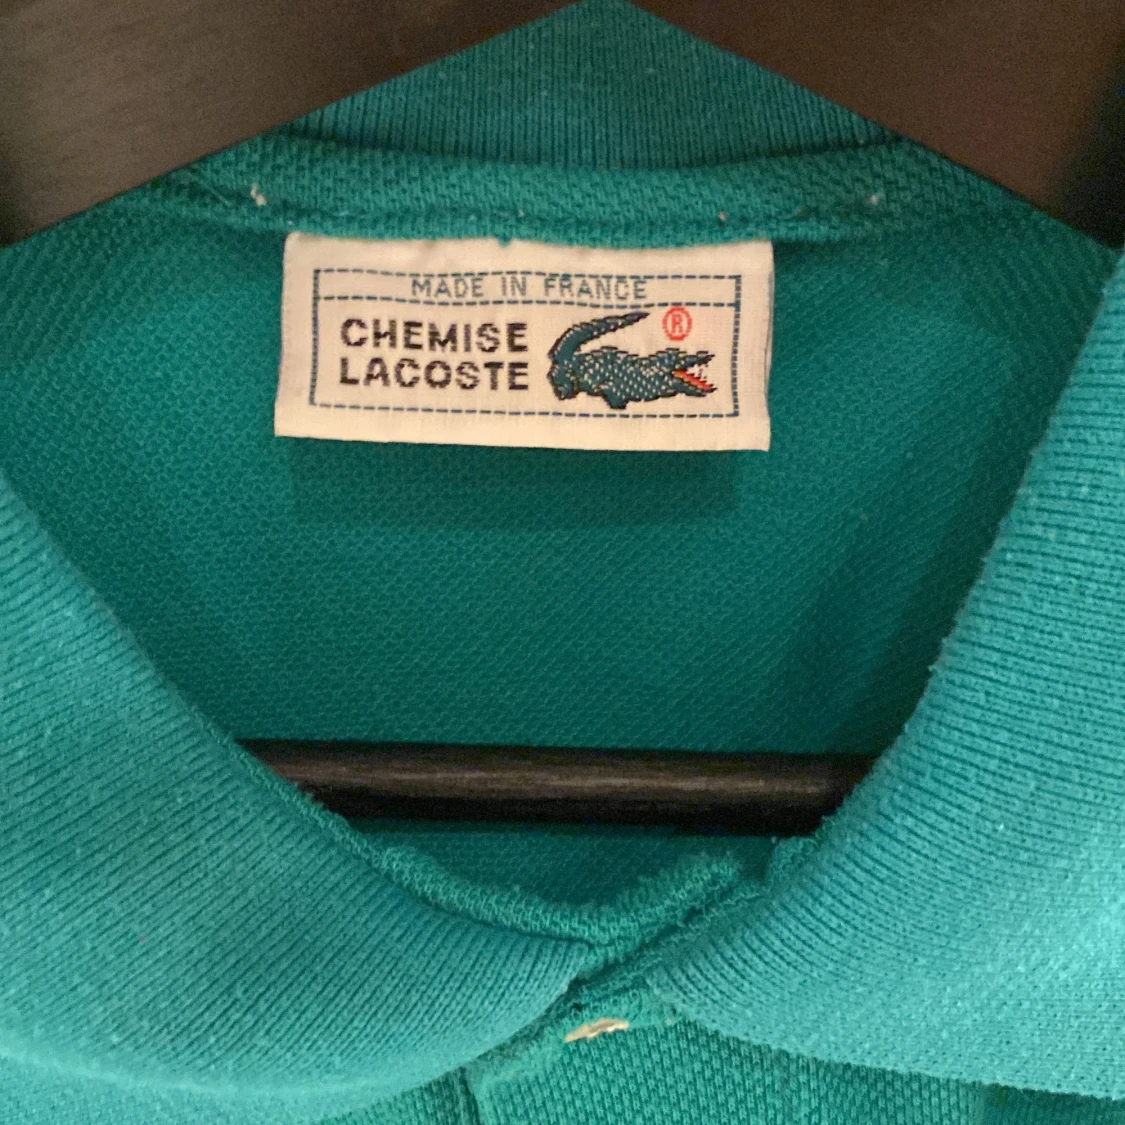 MADE IN FRANCE
CHEMISE
LACOSTE
®